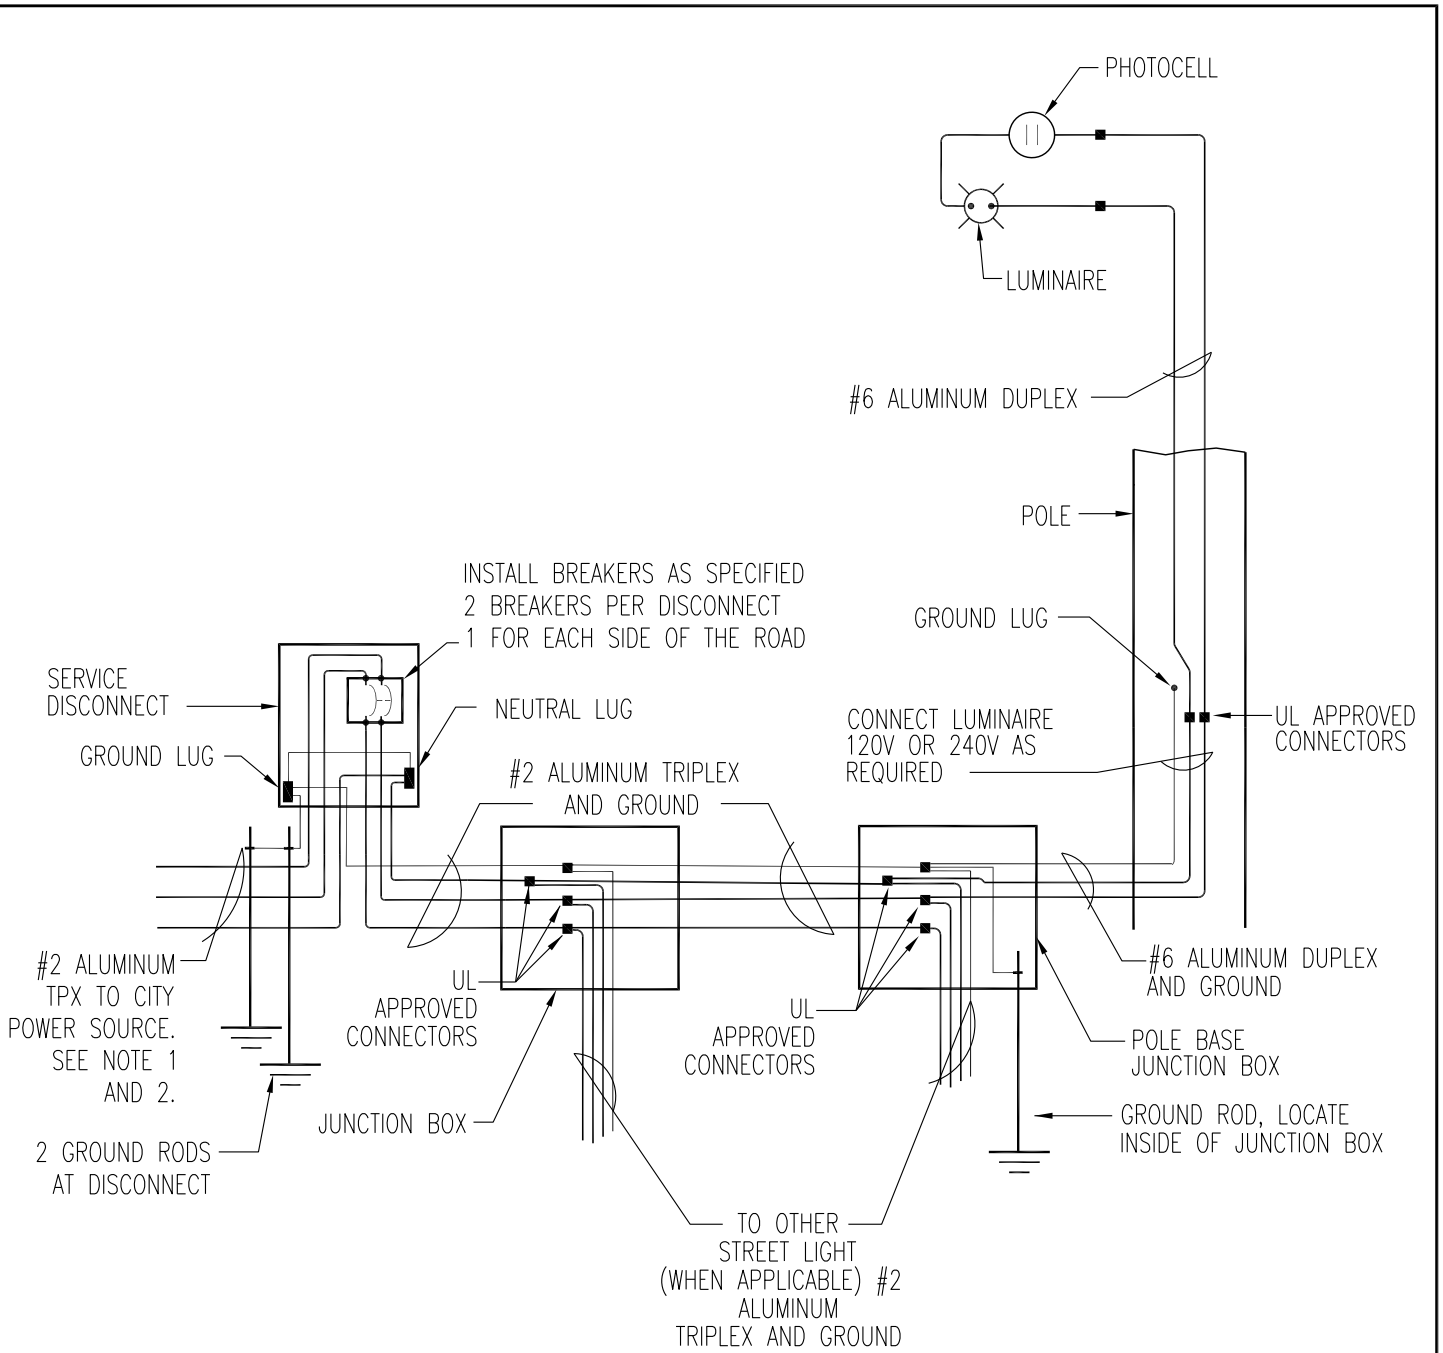 PHOTOCELL
LUMINAIRE
#6 ALUMINUM DUPLEX
POLE
INSTALL BREAKERS AS SPECIFIED
2 BREAKERS PER DISCONNECT
1 FOR EACH SIDE OF THE ROAD
GROUND LUG
SERVICE
DISCONNECT
NEUTRAL LUG
CONNECT LUMINAIRE
120V OR 240V AS
REQUIRED
UL APPROVED
CONNECTORS
GROUND LUG
#2 ALUMINUM TRIPLEX
AND GROUND
#2 ALUMINUM
TPX TO CITY
POWER SOURCE.
SEE NOTE 1
AND 2.
UL
APPROVED
CONNECTORS
UL
APPROVED
CONNECTORS
#6 ALUMINUM DUPLEX
AND GROUND
POLE BASE
JUNCTION BOX
JUNCTION BOX
GROUND ROD, LOCATE
INSIDE OF JUNCTION BOX
2 GROUND RODS
AT DISCONNECT
TO OTHER
STREET LIGHT
(WHEN APPLICABLE) #2
ALUMINUM
TRIPLEX AND GROUND